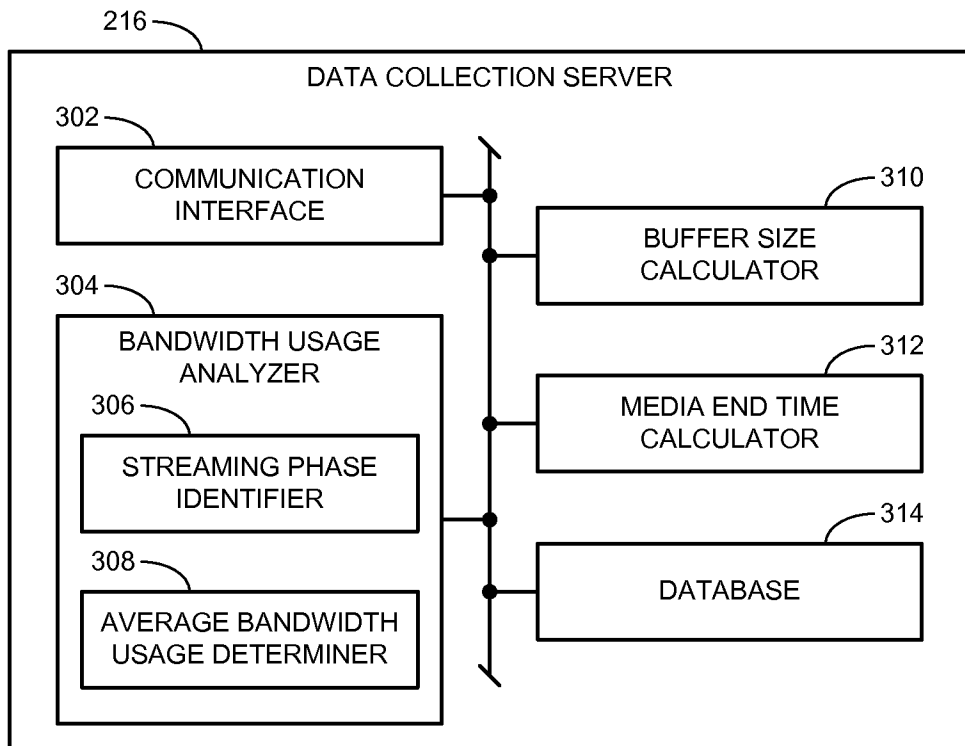 216
DATA COLLECTION SERVER
302
COMMUNICATION
INTERFACE
304
BANDWIDTH USAGE
ANALYZER
306
STREAMING PHASE
IDENTIFIER
308
AVERAGE BANDWIDTH
USAGE DETERMINER
310
BUFFER SIZE
CALCULATOR
312
MEDIA END TIME
CALCULATOR
314
DATABASE